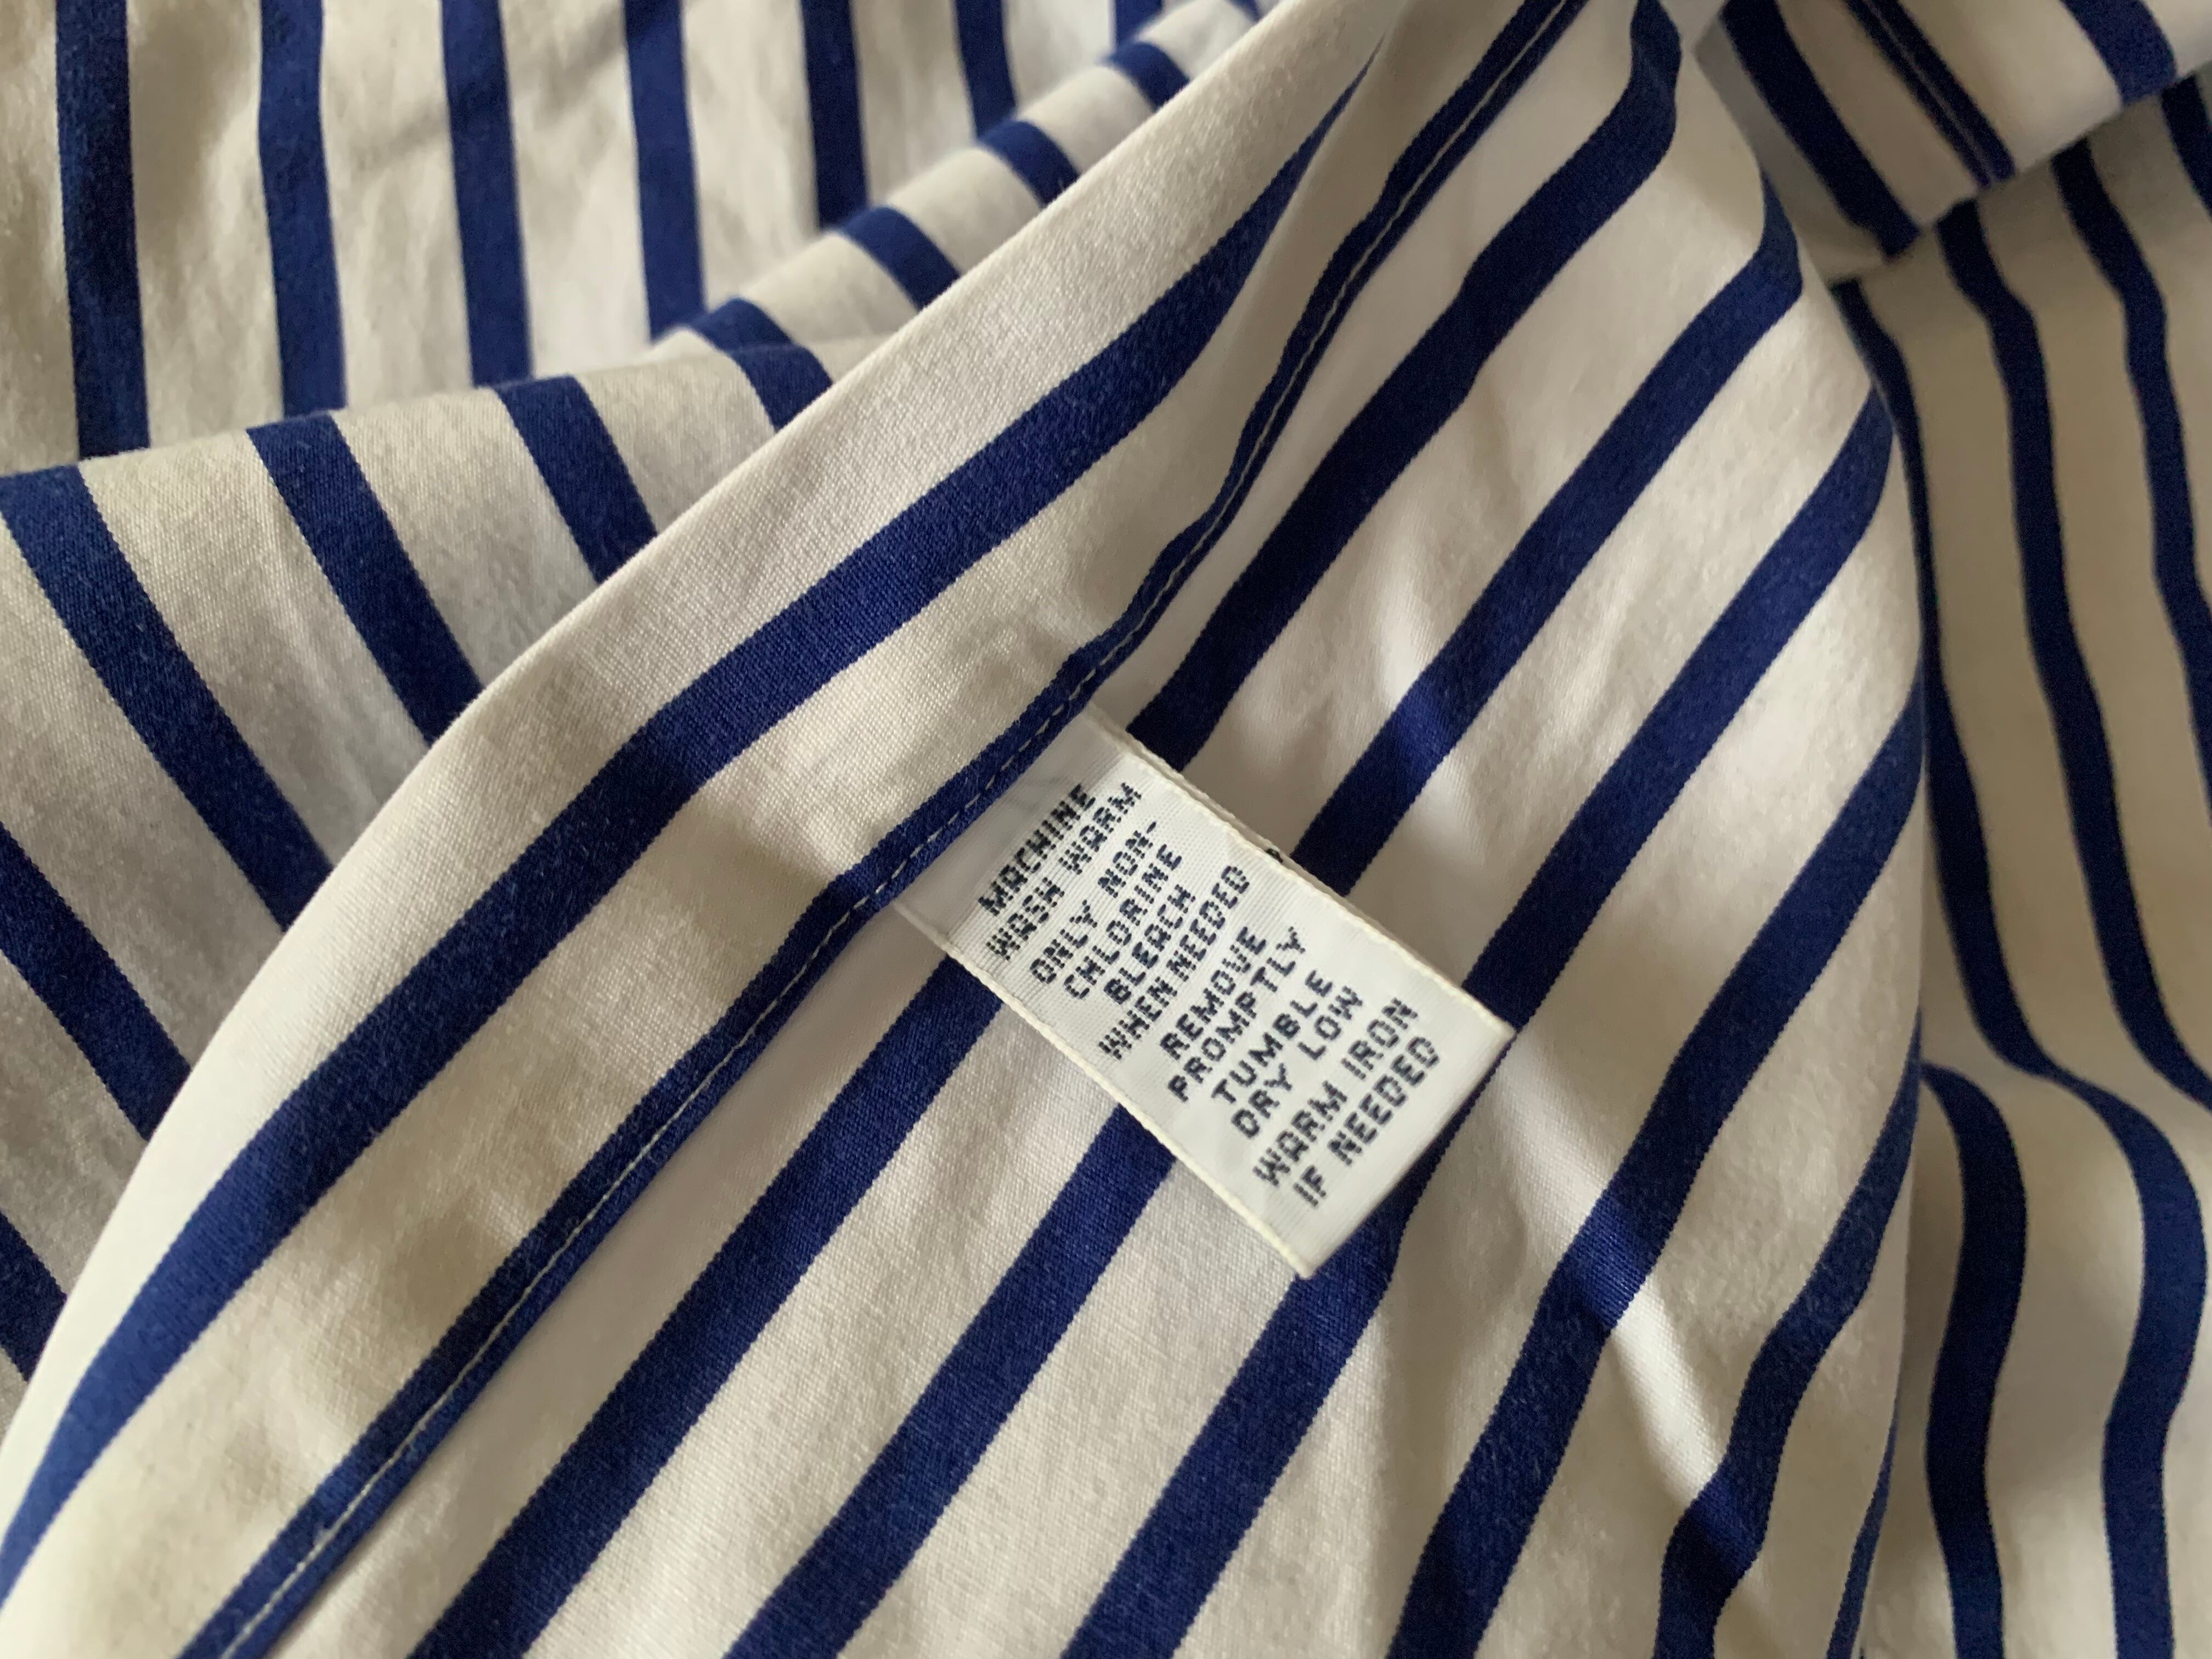 MACHINE
WASH WARM
ONLY NON-
CHLORINE
BLEACH
WHEN NEEDED
REMOVE
PROMPTLY
TUMBLE
DRY LOW
WARM IRON
IF NEEDED